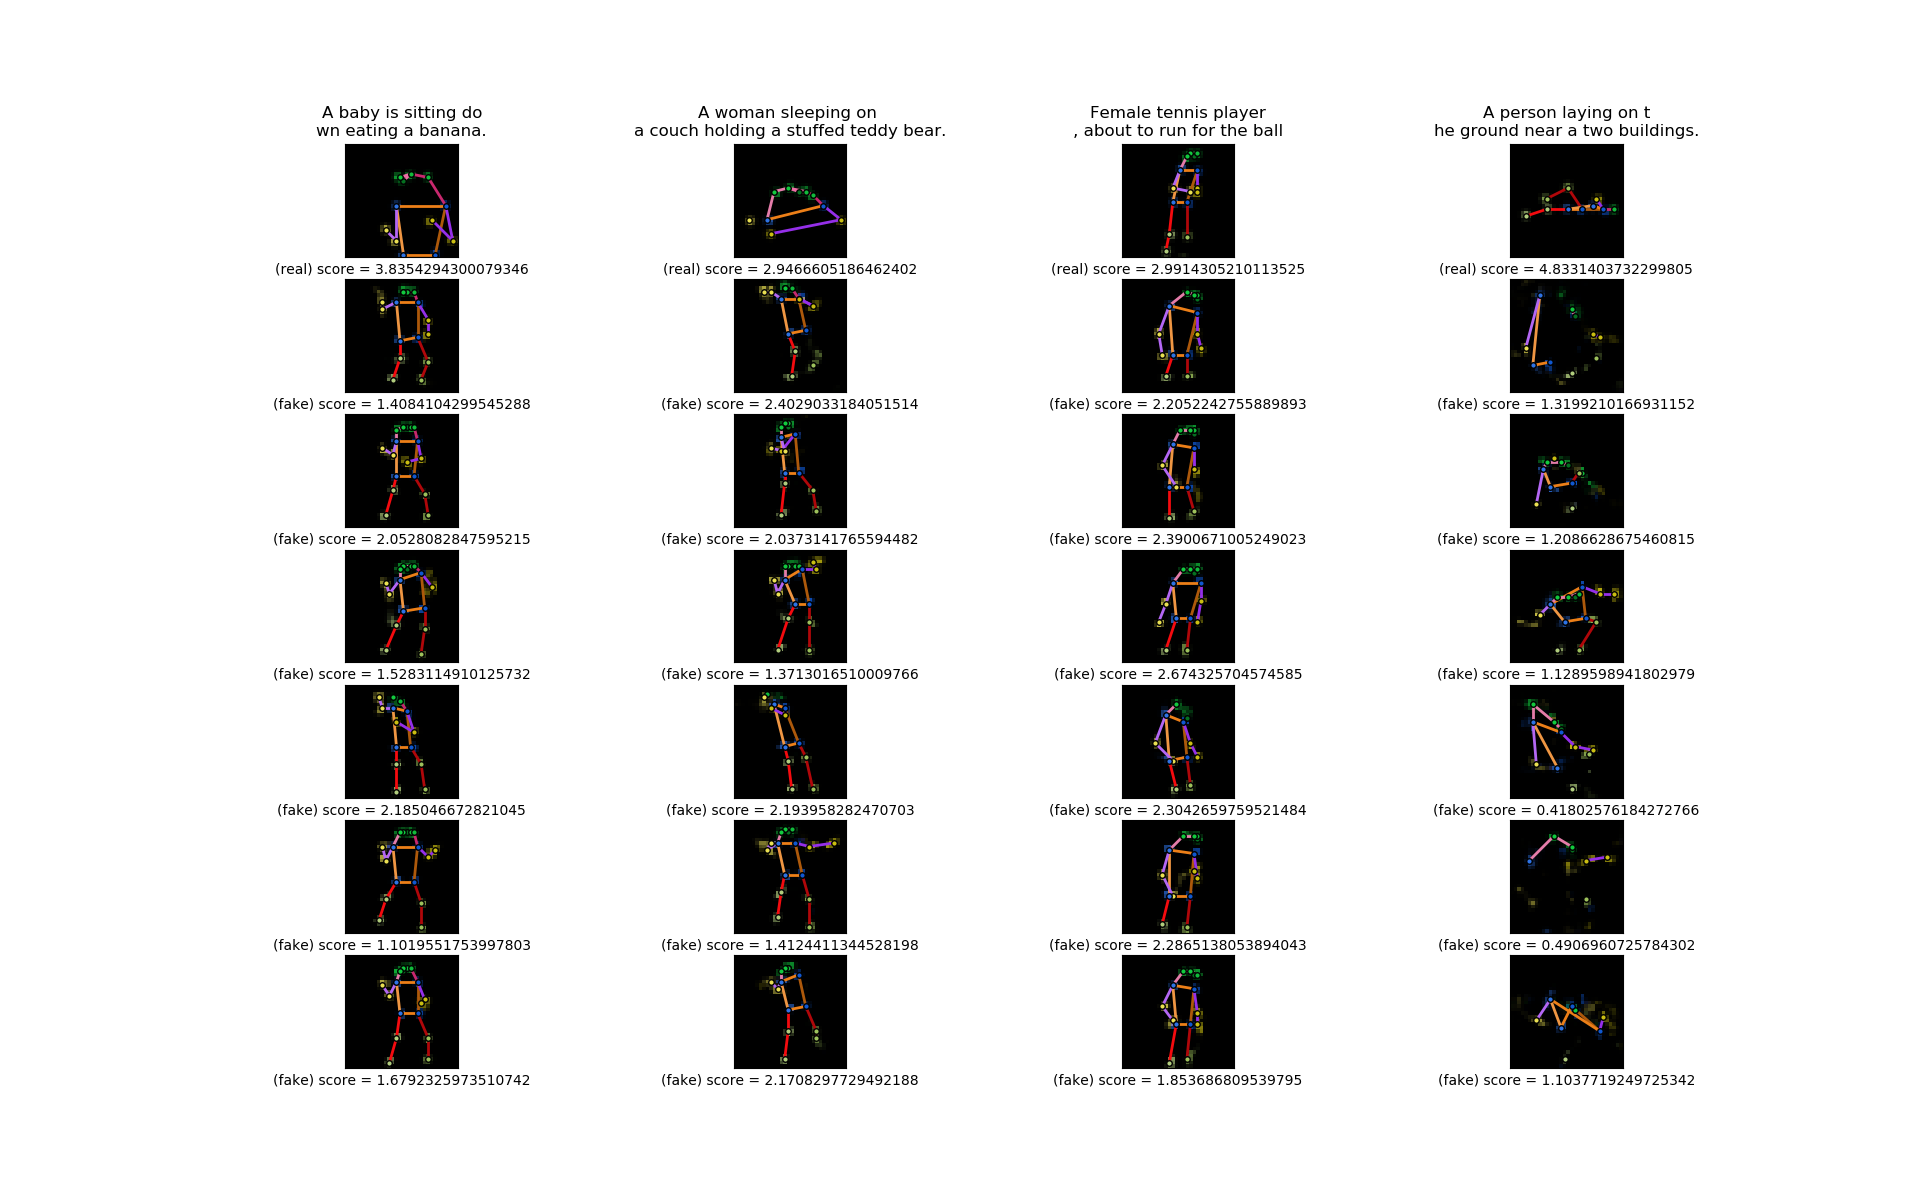 A baby is sitting do
wn eating a banana.
A woman sleeping on
a couch holding a stuffed teddy bear.
Female tennis player
, about to run for the ball
A person laying on t
he ground near a two buildings.
(real) score = 3.8354294300079346
(real) score = 2.9466605186462402
(real) score = 2.9914305210113525
(real) score = 4.8331403732299805
(fake) score = 1.4084104299545288
(fake) score = 2.4029033184051514
(fake) score = 2.2052242755889893
(fake) score = 1.3199210166931152
(fake) score = 2.0528082847595215
(fake) score = 2.0373141765594482
(fake) score = 2.3900671005249023
(fake) score = 1.2086628675460815
(fake) score = 1.5283114910125732
(fake) score = 1.3713016510009766
(fake) score = 2.674325704574585
(fake) score = 1.1289598941802979
(fake) score = 2.185046672821045
(fake) score = 2.193958282470703
(fake) score = 2.3042659759521484
(fake) score = 0.41802576184272766
(fake) score = 1.1019551753997803
(fake) score = 1.4124411344528198
(fake) score = 2.2865138053894043
(fake) score = 0.4906960725784302
(fake) score = 1.6792325973510742
(fake) score = 2.1708297729492188
(fake) score = 1.853686809539795
(fake) score = 1.1037719249725342